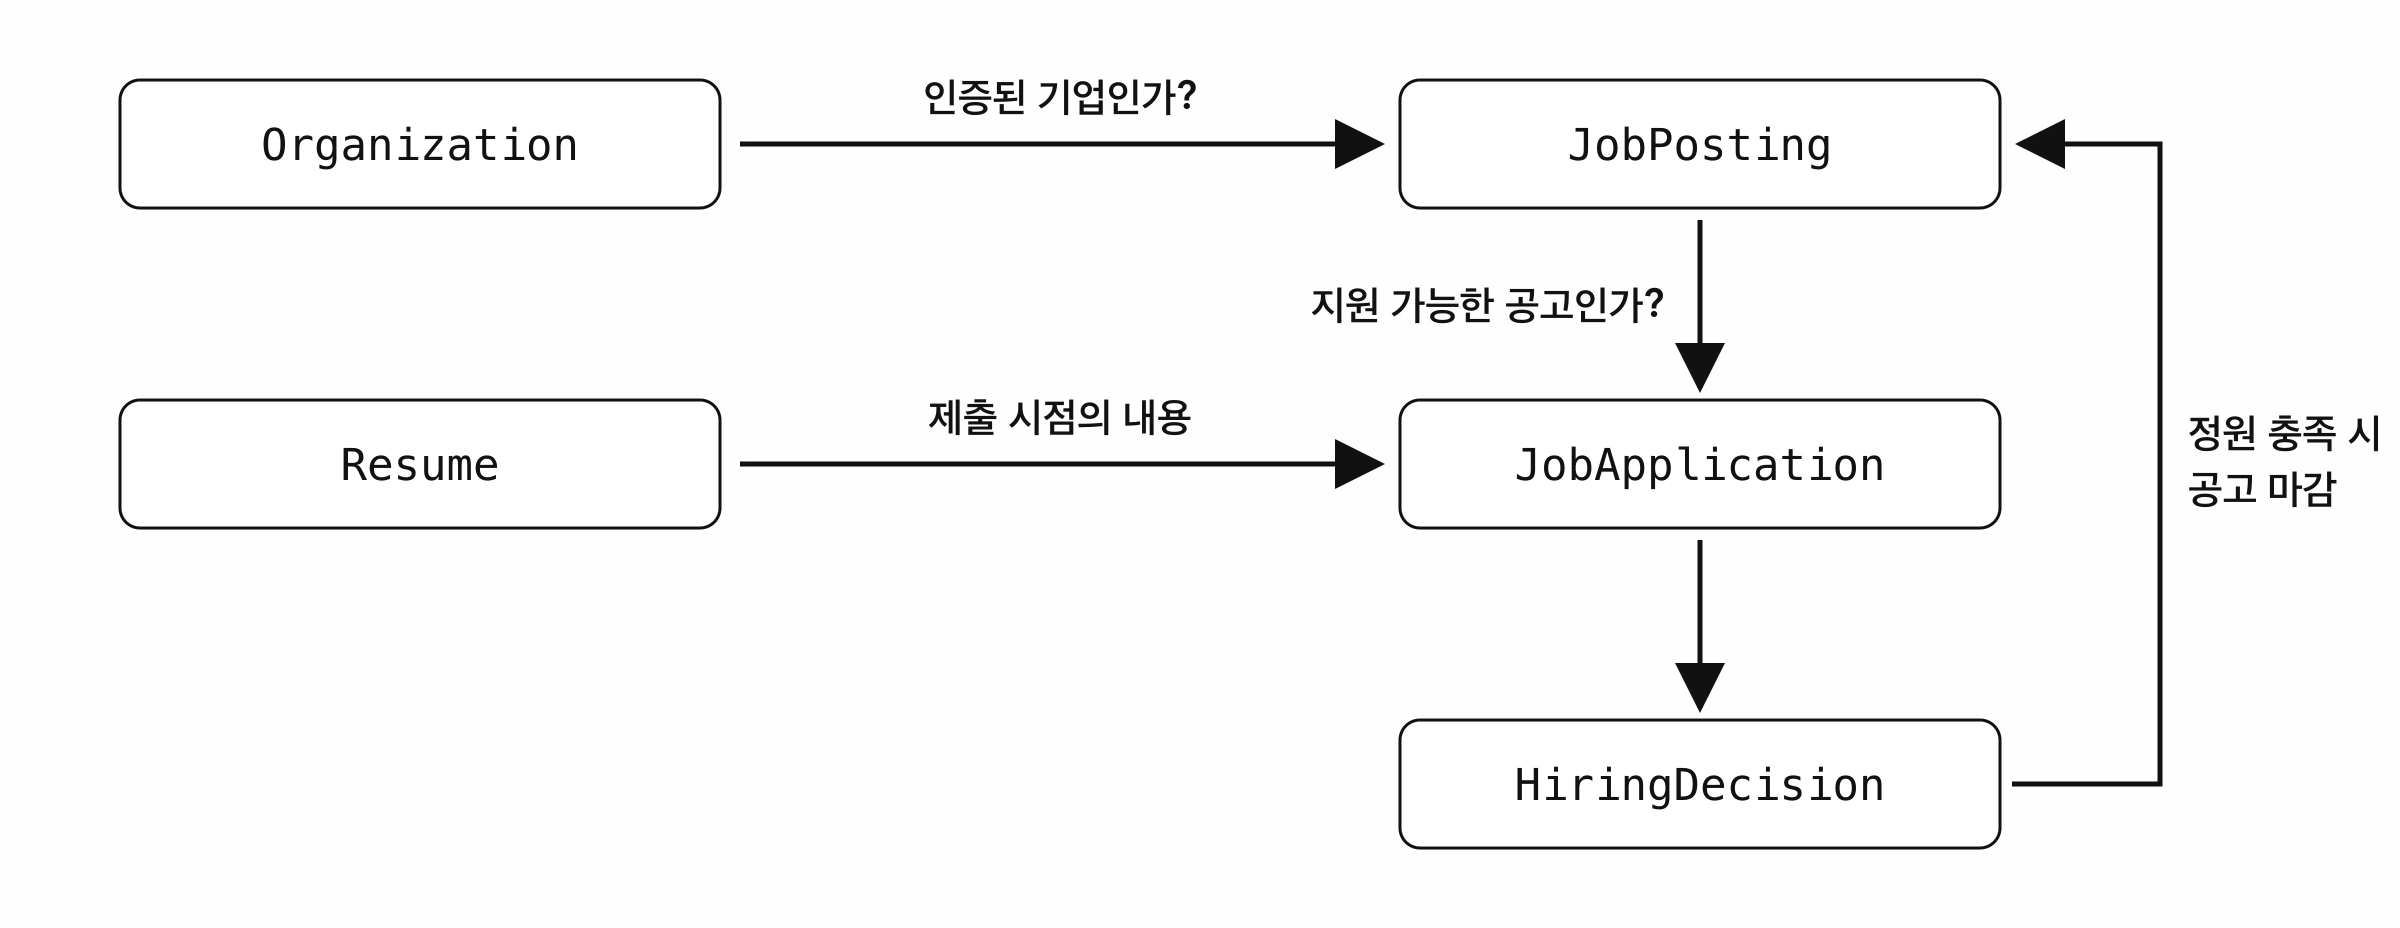 Organization
인증된 기업인가?
JobPosting
지원 가능한 공고인가?
Resume
제출 시점의 내용
JobApplication
정원 충족 시
공고 마감
HiringDecision